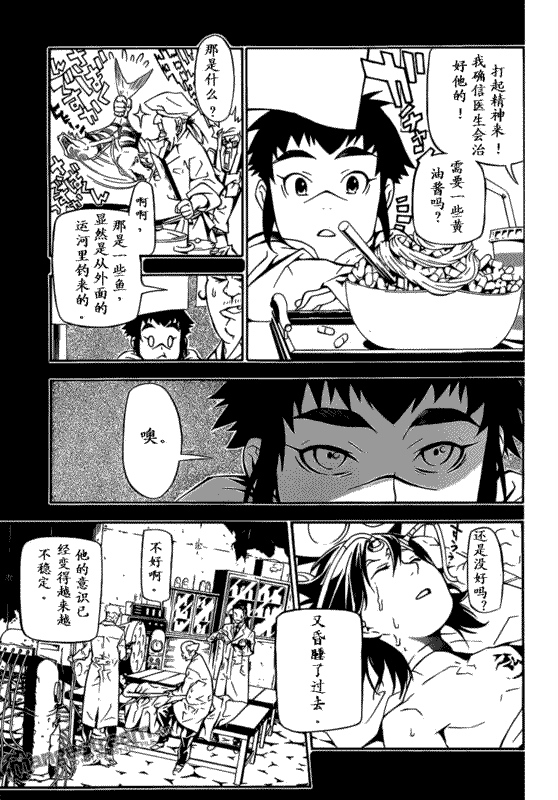 打起精神来！
我确信医生会治
好他的！
需要一些黄
油酱吗？
那是什么？
啊啊，
那是一些鱼，
显然是从外面的
运河里钓来的。
噢。
还是没好吗？
又昏睡了过
去。
不好啊。
他的意识已
经变得越来越
不稳定。